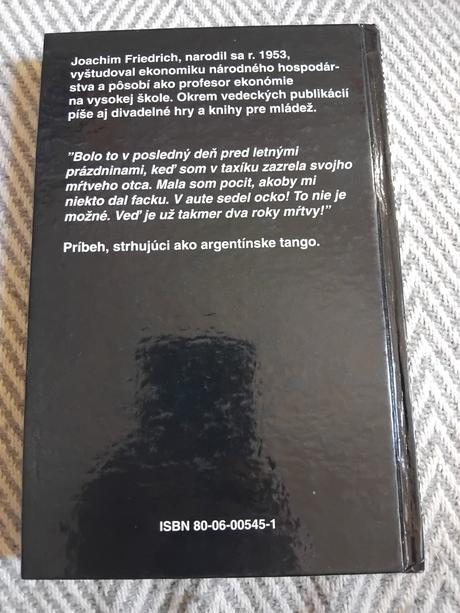 Joachim Friedrich, narodil sa r. 1953,
vyštudoval ekonomiku národného hospodár-
stva a pôsobí ako profesor ekonómie
na vysokej škole. Okrem vedeckých publikácií
píše aj divadelné hry a knihy pre mládež.
"Bolo to v posledný deň pred letnými
prázdninami, keď som v taxíku zazrela svojho
mŕtveho otca. Mala som pocit, akoby mi
niekto dal facku. V aute sedel ocko! To nie je
možné. Veď je už takmer dva roky mŕtvy!"
Príbeh, strhujúci ako argentínske tango.
ISBN 80-06-00545-1